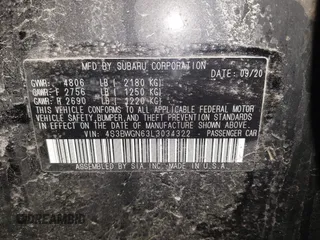 MFD BY SUBARU CORPORATION
DATE 09/20
GVWR: 4806 LB ( 2180 KG)
GAWR: F 2756 LB ( 1250 KG)
GAWR: R 2690 LB ( 1220 KG)
THIS VEHICLE CONFORMS TO ALL APPLICABLE
FEDERAL MOTOR VEHICLE SAFETY, BUMPER,
AND THEFT PREVENTION STANDARDS IN
EFFECT ON THE DATE OF MANUFACTURE
SHOWN ABOVE.
VIN: 4S3BWGN63L3034322 - PASSENGER CAR
ASSEMBLED BY SIA, INC. MADE IN U.S.A.
DREAMBID